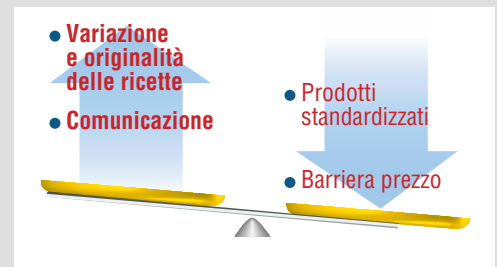 • Variazione
e originalità
delle ricette
• Comunicazione
• Prodotti
standardizzati
• Barriera prezzo